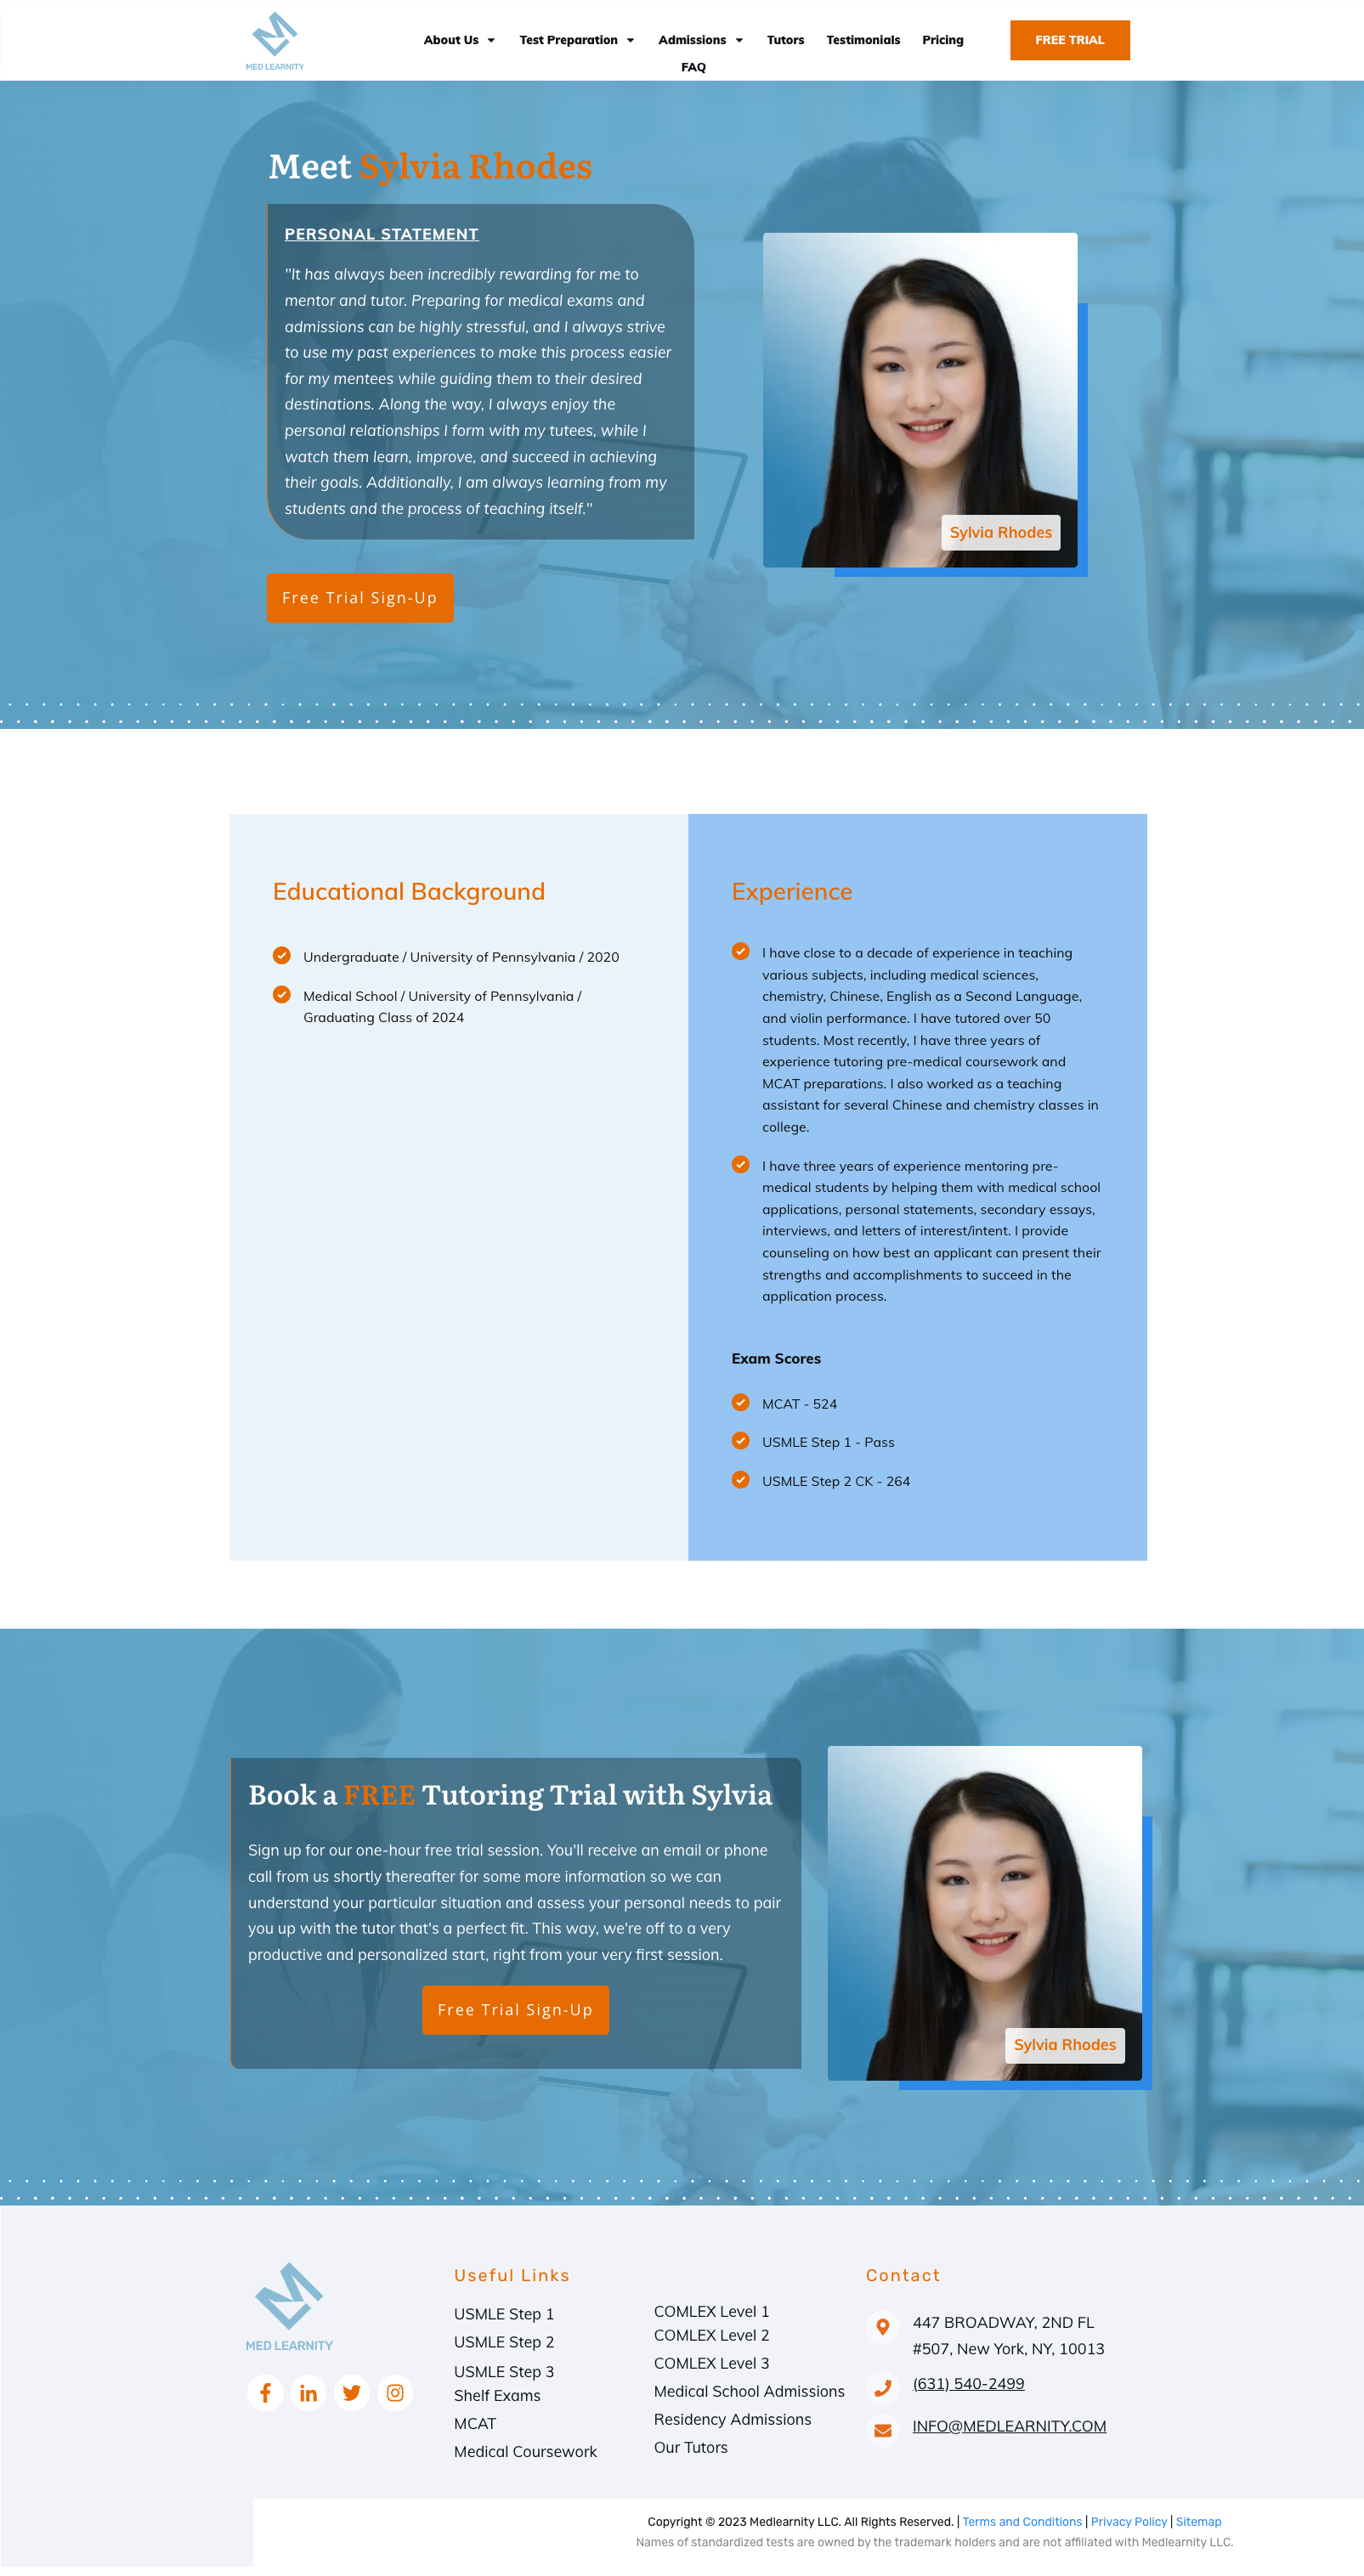 MED LEARNITY
About Us
Test Preparation
Admissions
Tutors
Testimonials
Pricing
FAQ
FREE TRIAL
Meet Sylvia Rhodes
PERSONAL STATEMENT
"It has always been incredibly rewarding for me to
mentor and tutor. Preparing for medical exams and
admissions can be highly stressful, and I always strive
to use my past experiences to make this process easier
for my mentees while guiding them to their desired
destinations. Along the way, I always enjoy the
personal relationships I form with my tutees, while I
watch them learn, improve, and succeed in achieving
their goals. Additionally, I am always learning from my
students and the process of teaching itself."
Sylvia Rhodes
Free Trial Sign-Up
Educational Background
Undergraduate / University of Pennsylvania / 2020
Medical School / University of Pennsylvania /
Graduating Class of 2024
Experience
I have close to a decade of experience in teaching
various subjects, including medical sciences,
chemistry, Chinese, English as a Second Language,
and violin performance. I have tutored over 50
students. Most recently, I have three years of
experience tutoring pre-medical coursework and
MCAT preparations. I also worked as a teaching
assistant for several Chinese and chemistry classes in
college.
I have three years of experience mentoring pre-
medical students by helping them with medical school
applications, personal statements, secondary essays,
interviews, and letters of interest/intent. I provide
counseling on how best an applicant can present their
strengths and accomplishments to succeed in the
application process.
Exam Scores
MCAT - 524
USMLE Step 1 - Pass
USMLE Step 2 CK - 264
Book a FREE Tutoring Trial with Sylvia
Sign up for our one-hour free trial session. You'll receive an email or phone
call from us shortly thereafter for some more information so we can
understand your particular situation and assess your personal needs to pair
you up with the tutor that's a perfect fit. This way, we're off to a very
productive and personalized start, right from your very first session.
Free Trial Sign-Up
Sylvia Rhodes
MED LEARNITY
Useful Links
USMLE Step 1
USMLE Step 2
USMLE Step 3
Shelf Exams
MCAT
Medical Coursework
COMLEX Level 1
COMLEX Level 2
COMLEX Level 3
Medical School Admissions
Residency Admissions
Our Tutors
Contact
447 BROADWAY, 2ND FL
#507, New York, NY, 10013
(631) 540-2499
INFO@MEDLEARNITY.COM
Copyright © 2023 Medlearnity LLC. All Rights Reserved. | Terms and Conditions | Privacy Policy | Sitemap
Names of standardized tests are owned by the trademark holders and are not affiliated with Medlearnity LLC.